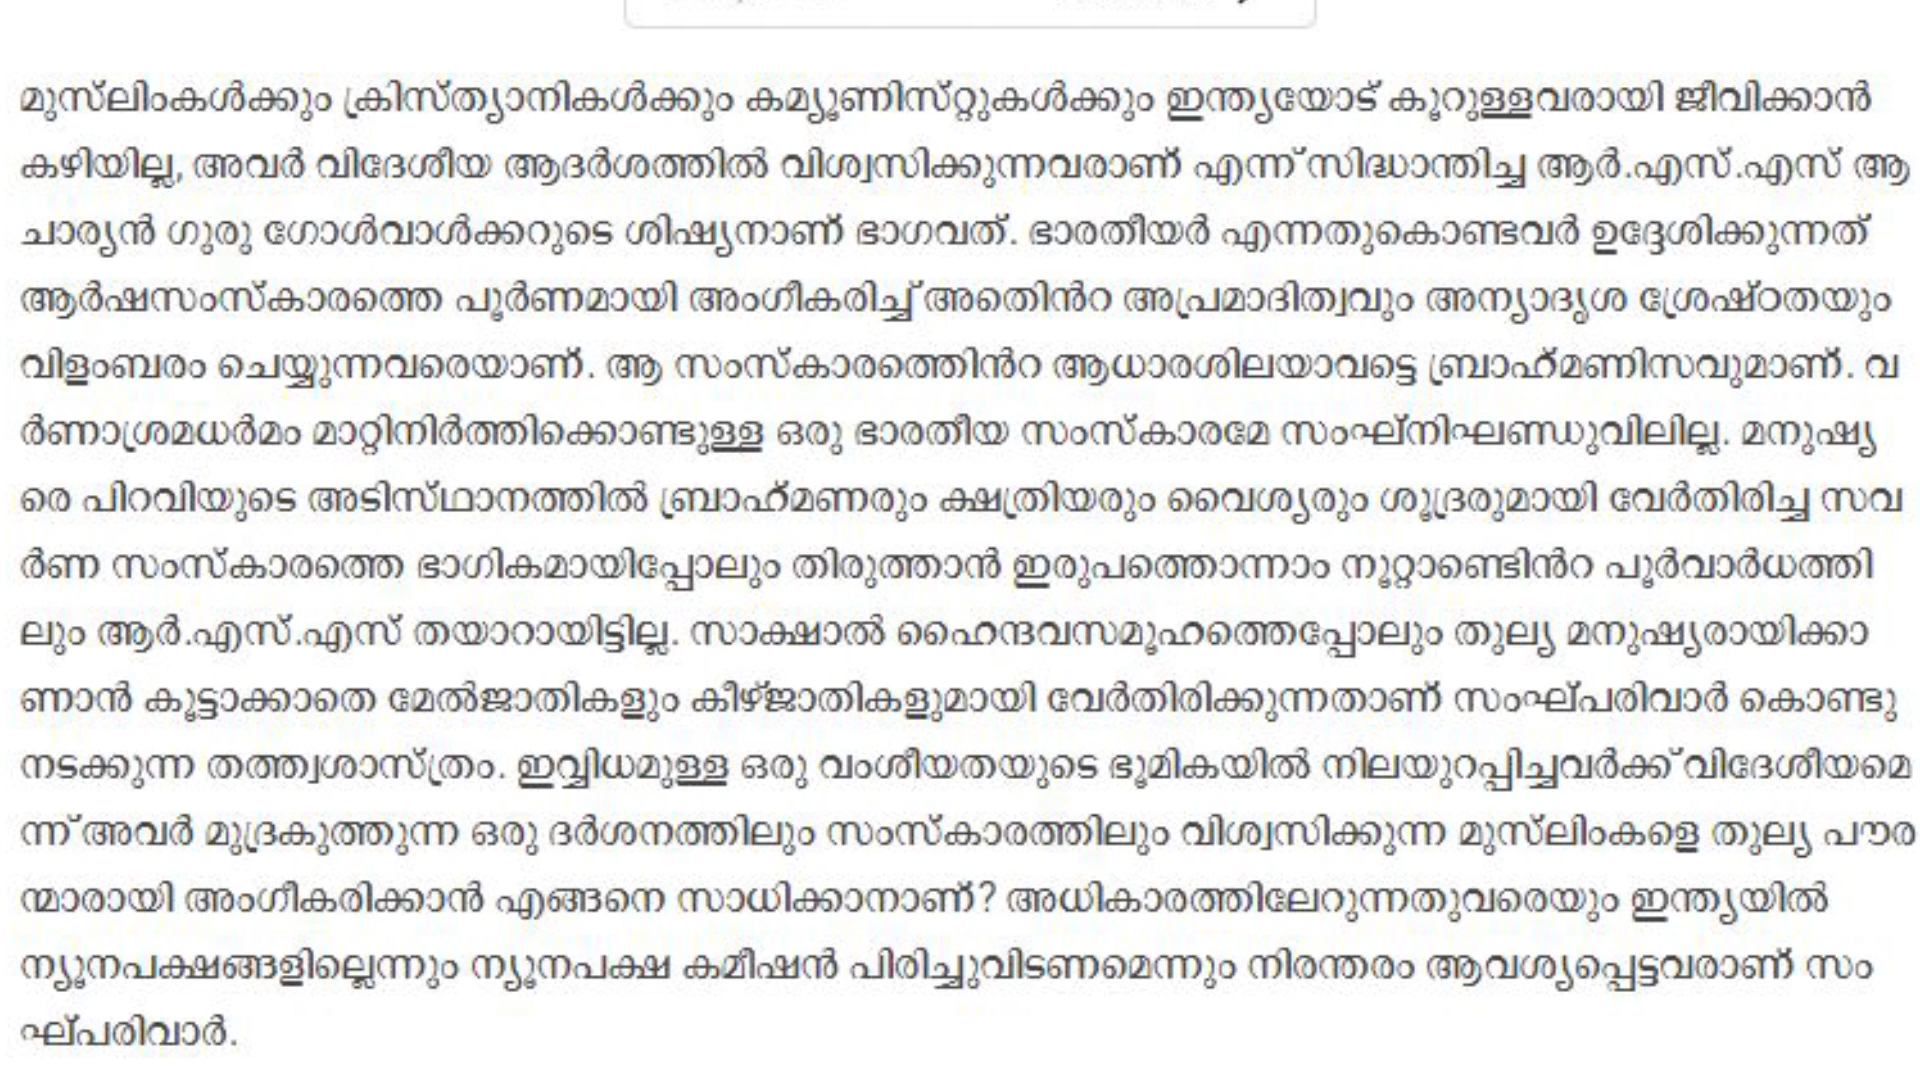 മുസ്‌ലിംകൾക്കും ക്രിസ്ത്യാനികൾക്കും കമ്യൂണിസ്റ്റുകൾക്കും ഇന്ത്യയോട് കൂറുള്ളവരായി ജീവിക്കാൻ
കഴിയില്ല, അവർ വിദേശീയ ആദർശത്തിൽ വിശ്വസിക്കുന്നവരാണ് എന്ന് സിദ്ധാന്തിച്ച ആർ.എസ്.എസ് ആ
ചാര്യൻ ഗുരു ഗോൾവാൾക്കറുടെ ശിഷ്യനാണ് ഭാഗവത്. ഭാരതീയർ എന്നതുകൊണ്ടവർ ഉദ്ദേശിക്കുന്നത്
ആർഷസംസ്കാരത്തെ പൂർണമായി അംഗീകരിച്ച് അതിെൻറ അപ്രമാദിത്വവും അന്യാദൃശ ശ്രേഷ്ഠതയും
വിളംബരം ചെയ്യുന്നവരെയാണ്. ആ സംസ്കാരത്തിെൻറ ആധാരശിലയാവട്ടെ ബ്രാഹ്‌മണിസവുമാണ്. വ
ർണാശ്രമധർമം മാറ്റിനിർത്തിക്കൊണ്ടുള്ള ഒരു ഭാരതീയ സംസ്കാരമേ സംഘ്നിഘണ്ഡുവിലില്ല. മനുഷ്യ
രെ പിറവിയുടെ അടിസ്ഥാനത്തിൽ ബ്രാഹ്‌മണരും ക്ഷത്രിയരും വൈശ്യരും ശൂദ്രരുമായി വേർതിരിച്ച സവ
ർണ സംസ്കാരത്തെ ഭാഗികമായിപ്പോലും തിരുത്താൻ ഇരുപത്തൊന്നാം നൂറ്റാണ്ടിെൻറ പൂർവാർധത്തി
ലും ആർ.എസ്.എസ് തയാറായിട്ടില്ല. സാക്ഷാൽ ഹൈന്ദവസമൂഹത്തെപ്പോലും തുല്യ മനുഷ്യരായിക്കാ
ണാൻ കൂട്ടാക്കാതെ മേൽജാതികളും കീഴ്ജാതികളുമായി വേർതിരിക്കുന്നതാണ് സംഘ്പരിവാർ കൊണ്ടു
നടക്കുന്ന തത്ത്വശാസ്ത്രം. ഇവ്വിധമുള്ള ഒരു വംശീയതയുടെ ഭൂമികയിൽ നിലയുറപ്പിച്ചവർക്ക് വിദേശീയമെ
ന്ന് അവർ മുദ്രകുത്തുന്ന ഒരു ദർശനത്തിലും സംസ്കാരത്തിലും വിശ്വസിക്കുന്ന മുസ്‌ലിംകളെ തുല്യ പൗര
ന്മാരായി അംഗീകരിക്കാൻ എങ്ങനെ സാധിക്കാനാണ്? അധികാരത്തിലേറുന്നതുവരെയും ഇന്ത്യയിൽ
ന്യൂനപക്ഷങ്ങളില്ലെന്നും ന്യൂനപക്ഷ കമീഷൻ പിരിച്ചുവിടണമെന്നും നിരന്തരം ആവശ്യപ്പെട്ടവരാണ് സം
ഘ്പരിവാർ.